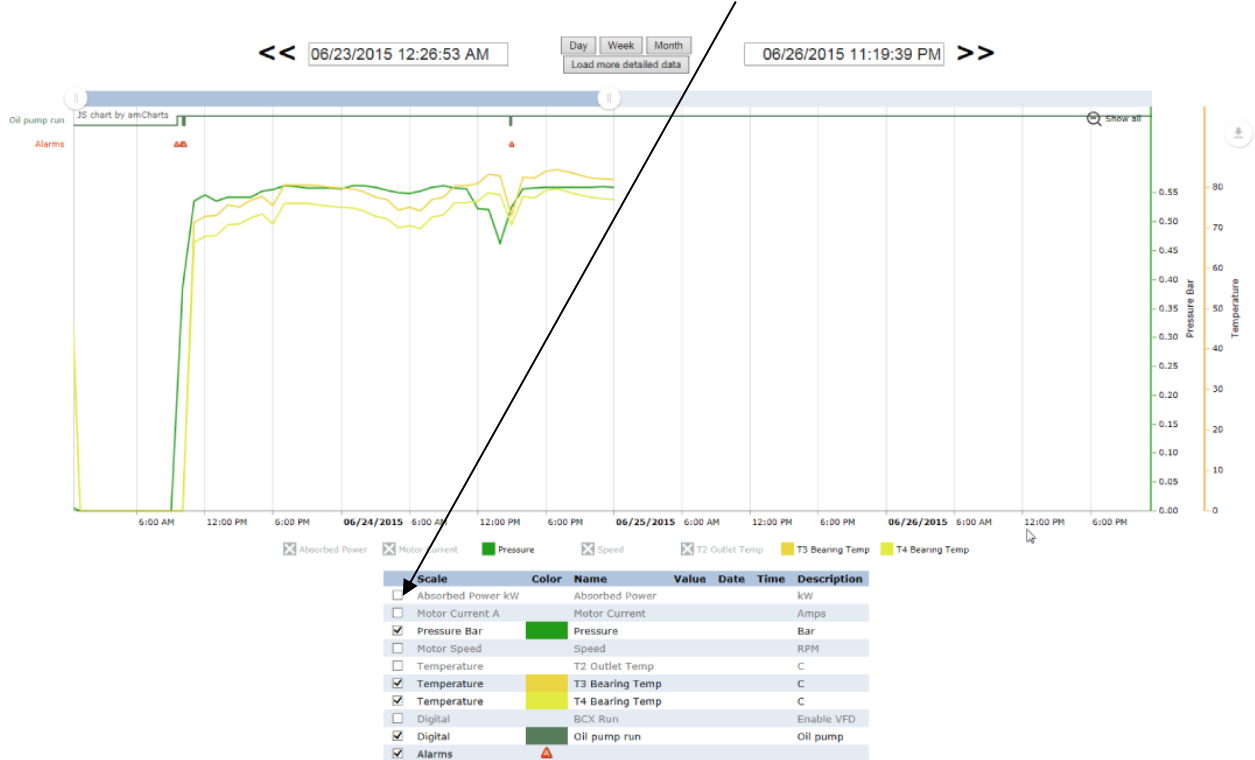 << 06/23/2015 12:26:53 AM Day Week Month 06/26/2015 11:19:39 PM >>
Load more detailed data
Oil pump run JS chart by amCharts Show all
Alarms
0.55 80
0.50 70
0.45
0.40 60
0.35 50
0.30 40
0.25
0.20 30
0.15 20
0.10 10
0.05
0.00 0
Pressure Bar
Temperature
6:00 AM 12:00 PM 6:00 PM 06/24/2015 6:00 AM 12:00 PM 6:00 PM 06/25/2015 6:00 AM 12:00 PM 6:00 PM 06/26/2015 6:00 AM 12:00 PM 6:00 PM
Absorbed Power Motor Current Pressure Speed T2 Outlet Temp T3 Bearing Temp T4 Bearing Temp
Scale Color Name Value Date Time Description
Absorbed Power kW Absorbed Power kW
Motor Current A Motor Current Amps
Pressure Bar Pressure Bar
Motor Speed Speed RPM
Temperature T2 Outlet Temp C
Temperature T3 Bearing Temp C
Temperature T4 Bearing Temp C
Digital BCX Run Enable VFD
Digital Oil pump run Oil pump
Alarms A